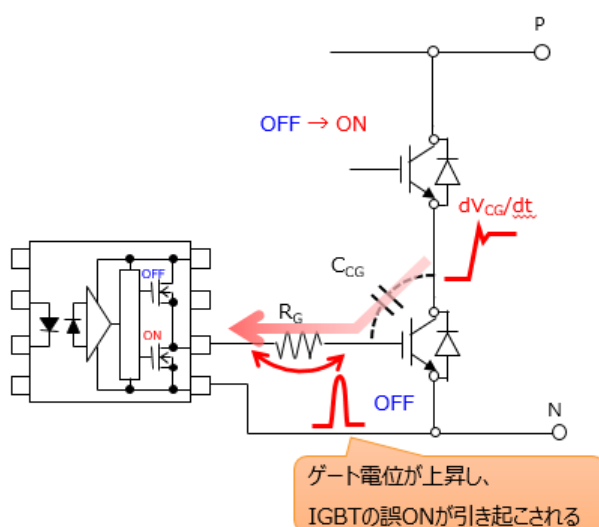 P
OFF → ON
dVCG/dt
CCG
OFF
RG
ON
OFF
N
ゲート電位が上昇し、
IGBTの誤ONが引き起こされる